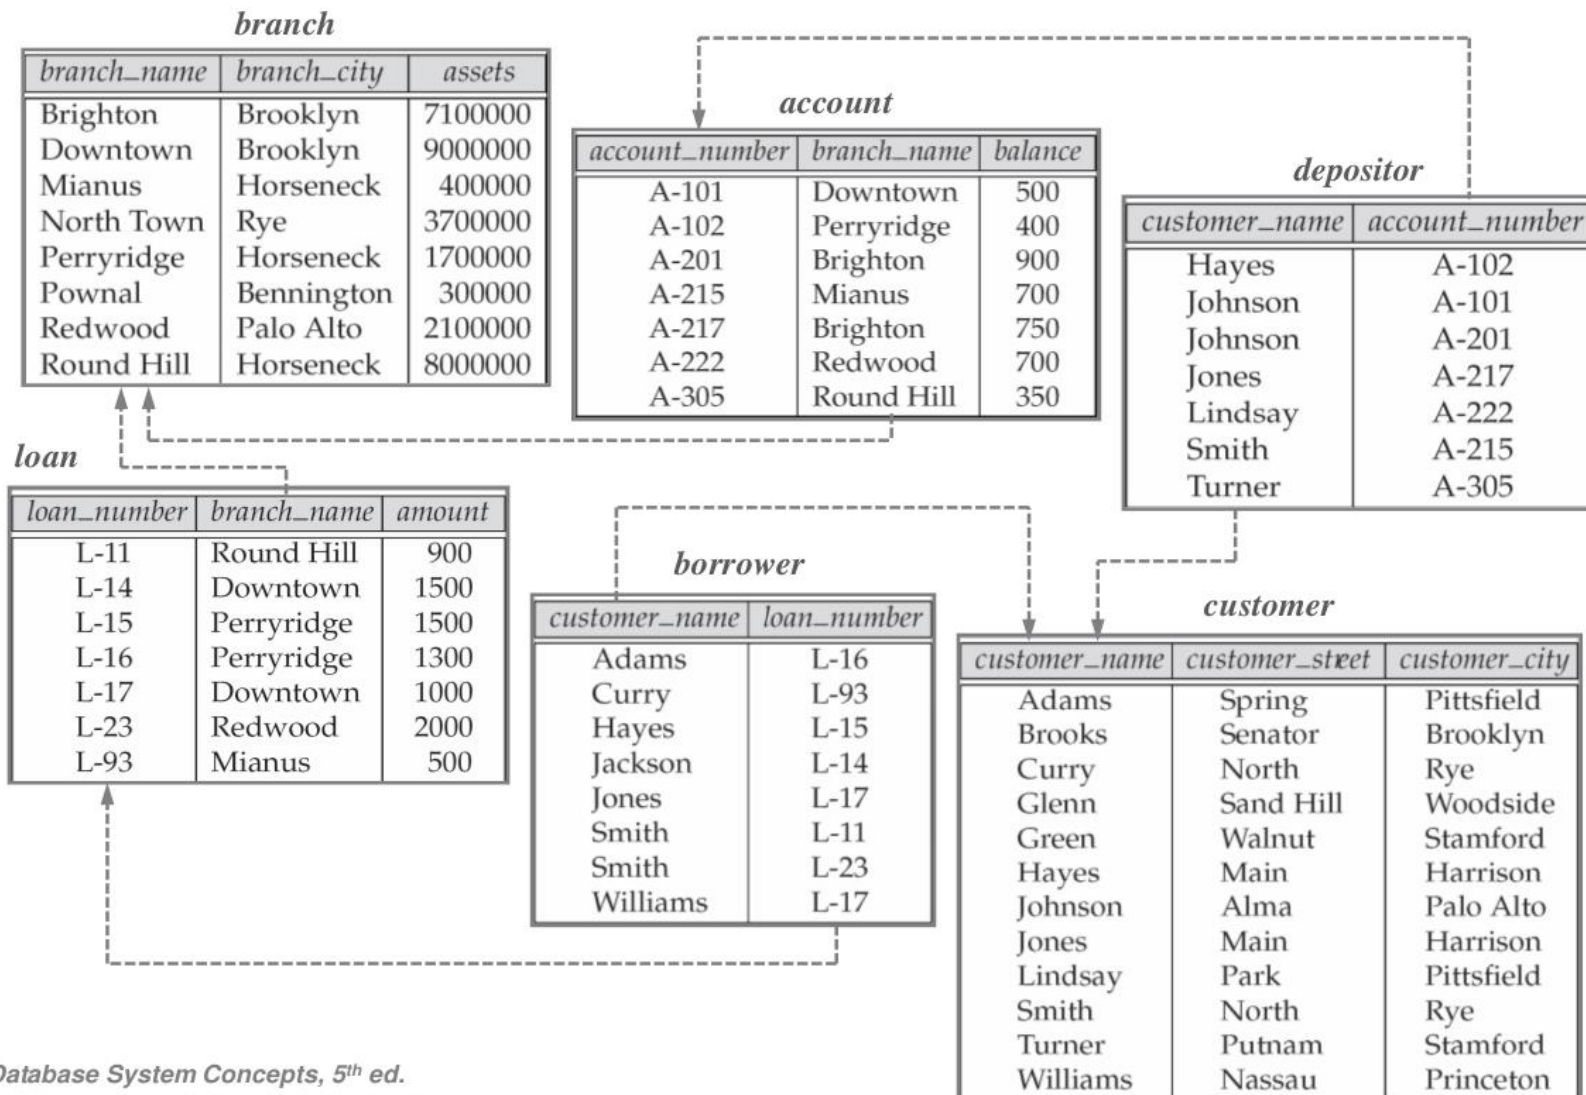 branch
branch_name branch_city assets
Brighton Brooklyn 7100000
Downtown Brooklyn 9000000
Mianus Horseneck 400000
North Town Rye 3700000
Perryridge Horseneck 1700000
Pownal Bennington 300000
Redwood Palo Alto 2100000
Round Hill Horseneck 8000000
account
account_number branch_name balance
A-101 Downtown 500
A-102 Perryridge 400
A-201 Brighton 900
A-215 Mianus 700
A-217 Brighton 750
A-222 Redwood 700
A-305 Round Hill 350
depositor
customer_name account_number
Hayes A-102
Johnson A-101
Johnson A-201
Jones A-217
Lindsay A-222
Smith A-215
Turner A-305
loan
loan_number branch_name amount
L-11 Round Hill 900
L-14 Downtown 1500
L-15 Perryridge 1500
L-16 Perryridge 1300
L-17 Downtown 1000
L-23 Redwood 2000
L-93 Mianus 500
borrower
customer_name loan_number
Adams L-16
Curry L-93
Hayes L-15
Jackson L-14
Jones L-17
Smith L-11
Smith L-23
Williams L-17
customer
customer_name customer_street customer_city
Adams Spring Pittsfield
Brooks Senator Brooklyn
Curry North Rye
Glenn Sand Hill Woodside
Green Walnut Stamford
Hayes Main Harrison
Johnson Alma Palo Alto
Jones Main Harrison
Lindsay Park Pittsfield
Smith North Rye
Turner Putnam Stamford
Williams Nassau Princeton
Database System Concepts, 5th ed.